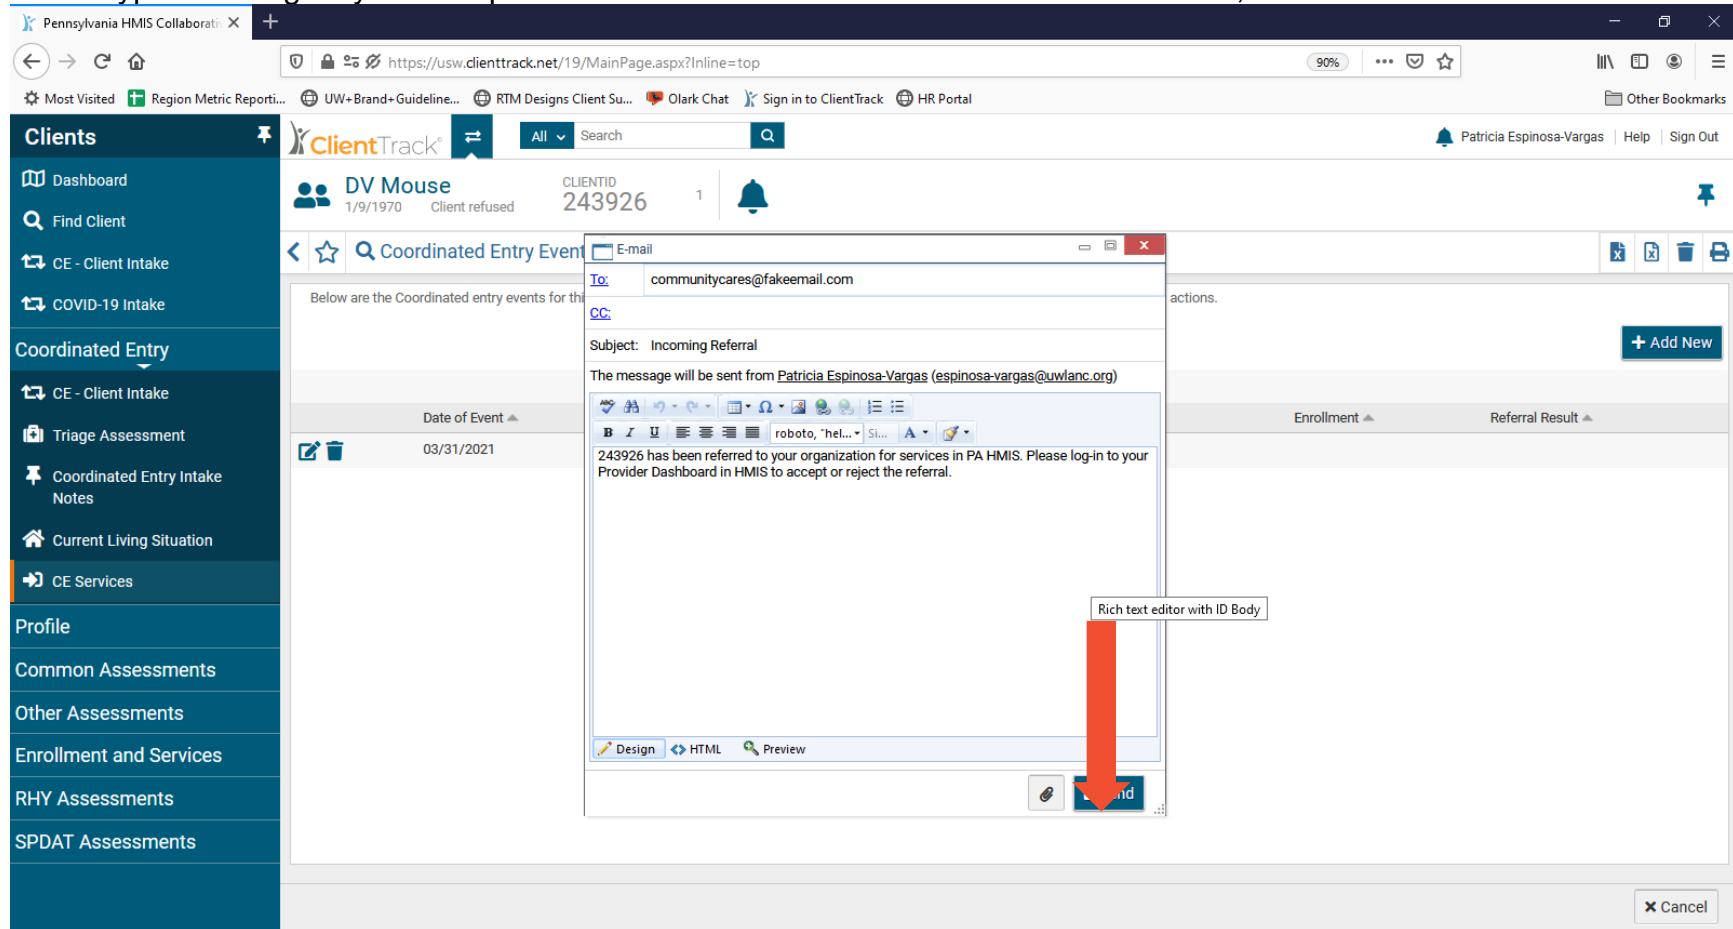 Pennsylvania HMIS Collaborati
https://usw.clienttrack.net/19/MainPage.aspx?Inline=top
90%
Most Visited
Region Metric Reporti...
UW+Brand+Guideline...
RTM Designs Client Su...
Olark Chat
Sign in to ClientTrack
HR Portal
Other Bookmarks
Clients
ClientTrack
All
Search
Patricia Espinosa-Vargas
Help
Sign Out
Dashboard
Find Client
CE - Client Intake
COVID-19 Intake
Coordinated Entry
CE - Client Intake
Triage Assessment
Coordinated Entry Intake
Notes
Current Living Situation
CE Services
Profile
Common Assessments
Other Assessments
Enrollment and Services
RHY Assessments
SPDAT Assessments
DV Mouse
1/9/1970 Client refused
CLIENTID
243926
1
Coordinated Entry Event
Below are the Coordinated entry events for thi
actions.
+ Add New
Date of Event
Enrollment
Referral Result
03/31/2021
E-mail
To: communitycares@fakeemail.com
CC:
Subject: Incoming Referral
The message will be sent from Patricia Espinosa-Vargas (espinosa-vargas@uwlanc.org)
ABC
B I U roboto, "hel... Si... A
243926 has been referred to your organization for services in PA HMIS. Please log-in to your
Provider Dashboard in HMIS to accept or reject the referral.
Rich text editor with ID Body
Design
HTML
Preview
Cancel